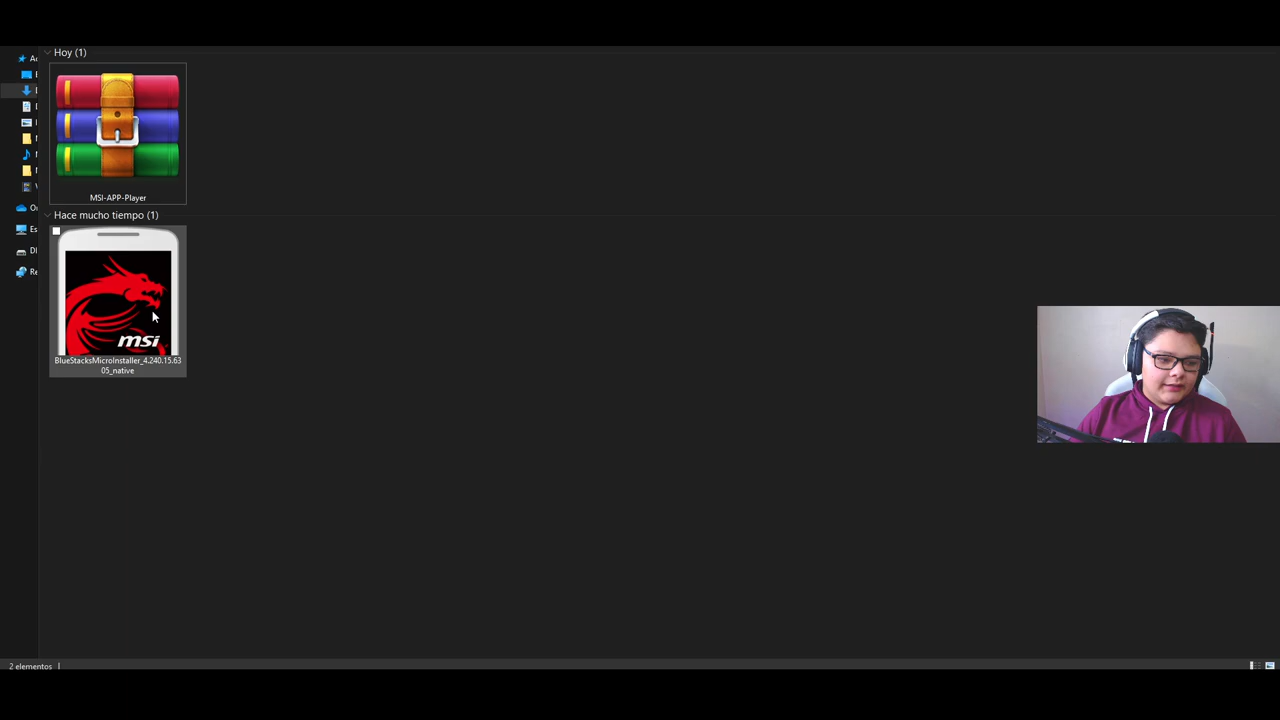 Hoy (1)
MSI-APP-Player
Hace mucho tiempo (1)
msi
BlueStacksMicroInstaller_4.240.15.63
05_native
2 elementos